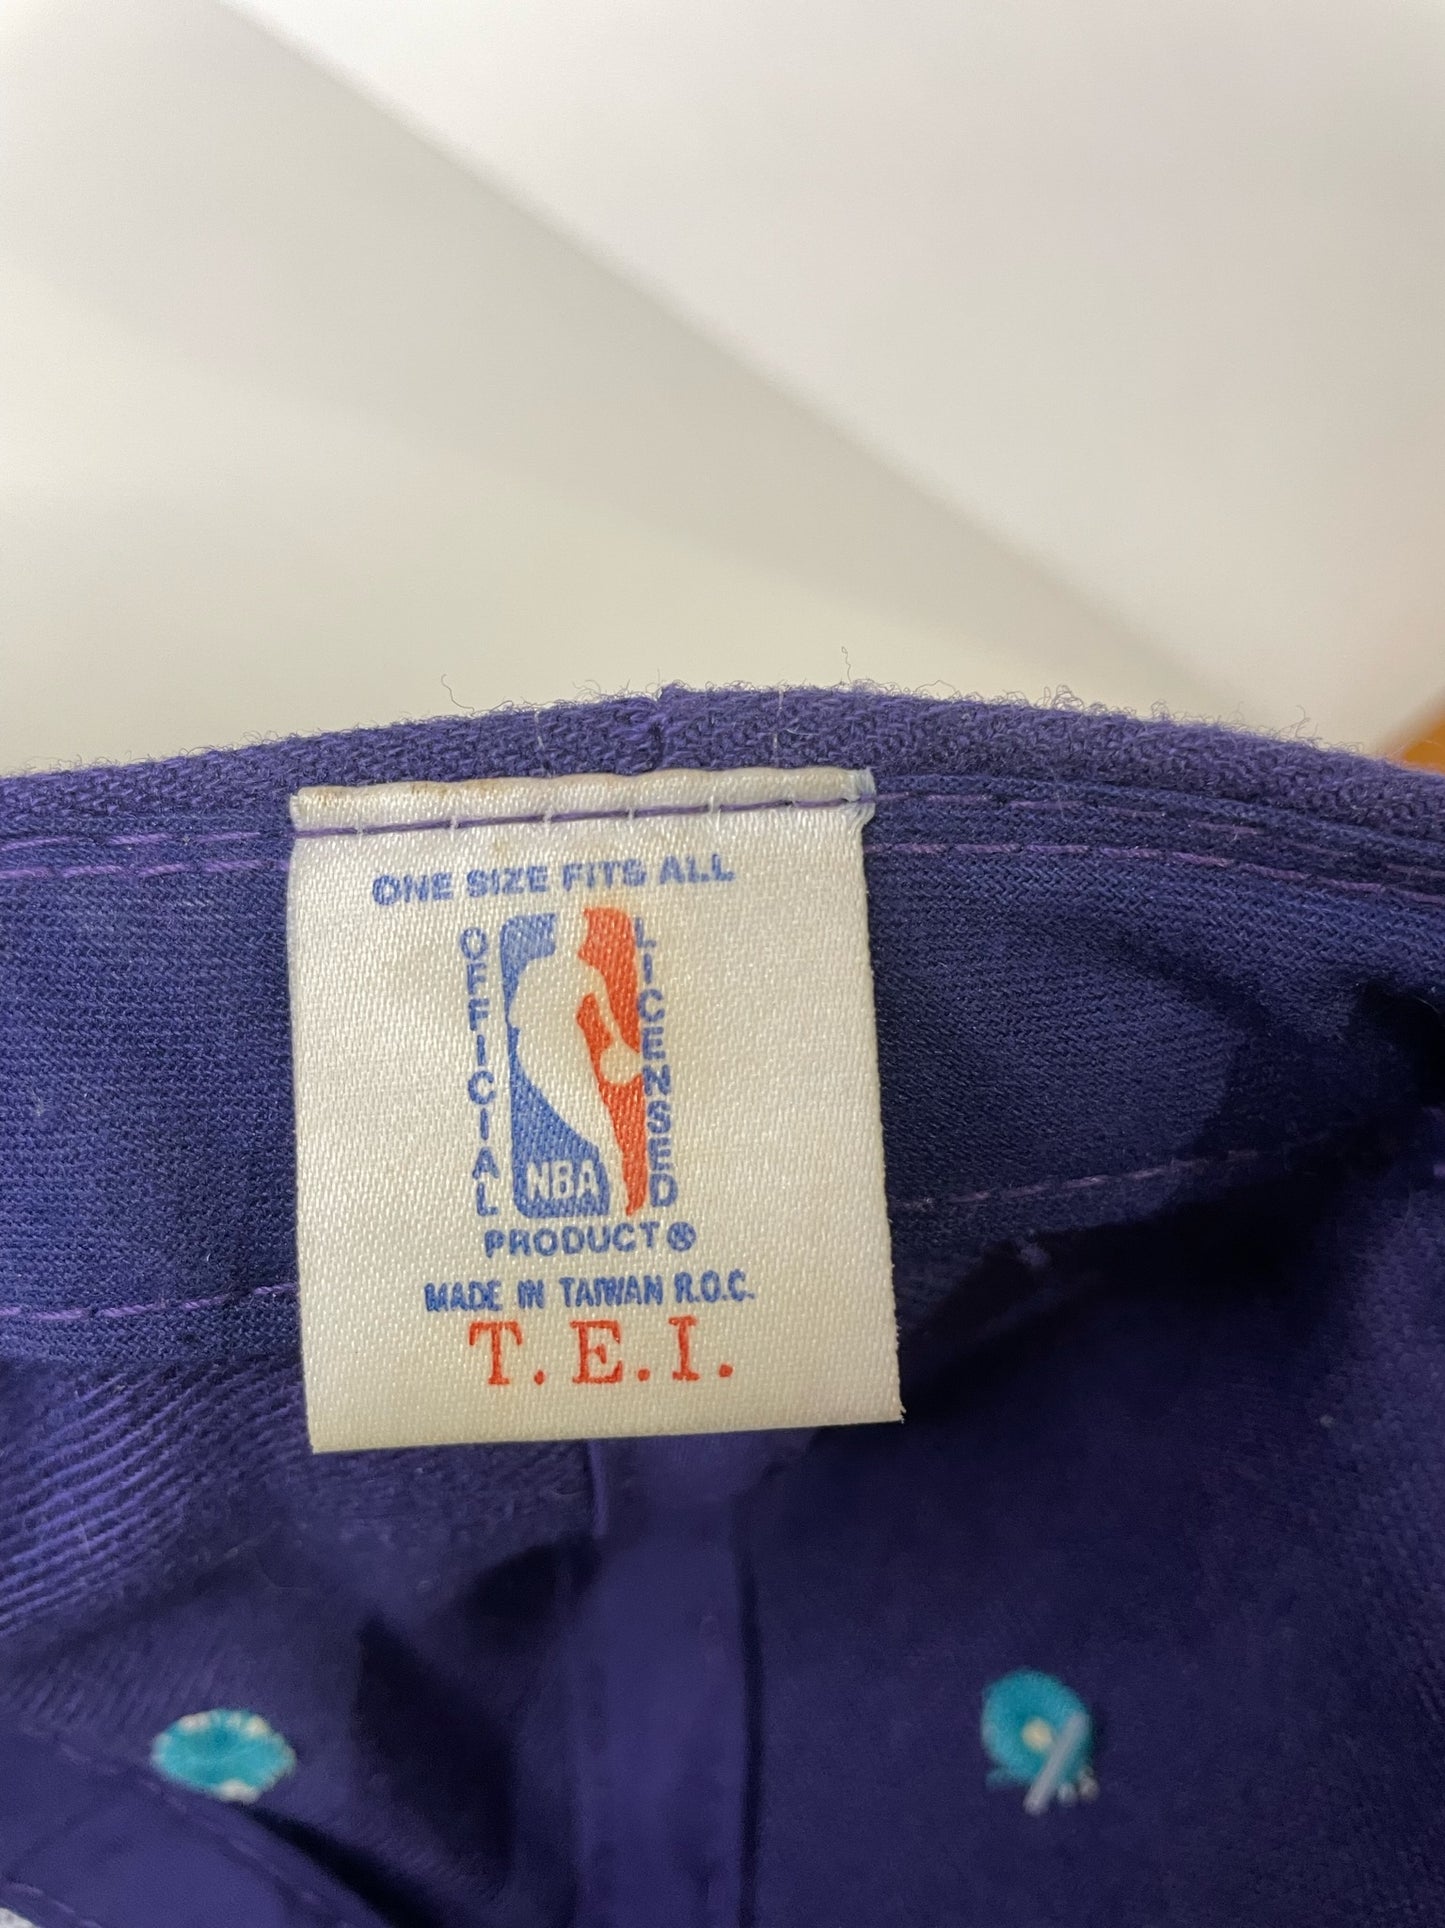 ONE SIZE FITS ALL
OFFICIAL
LICENSED
NBA
PRODUCT ®
MADE IN TAIWAN R.O.C.
T.E.I.